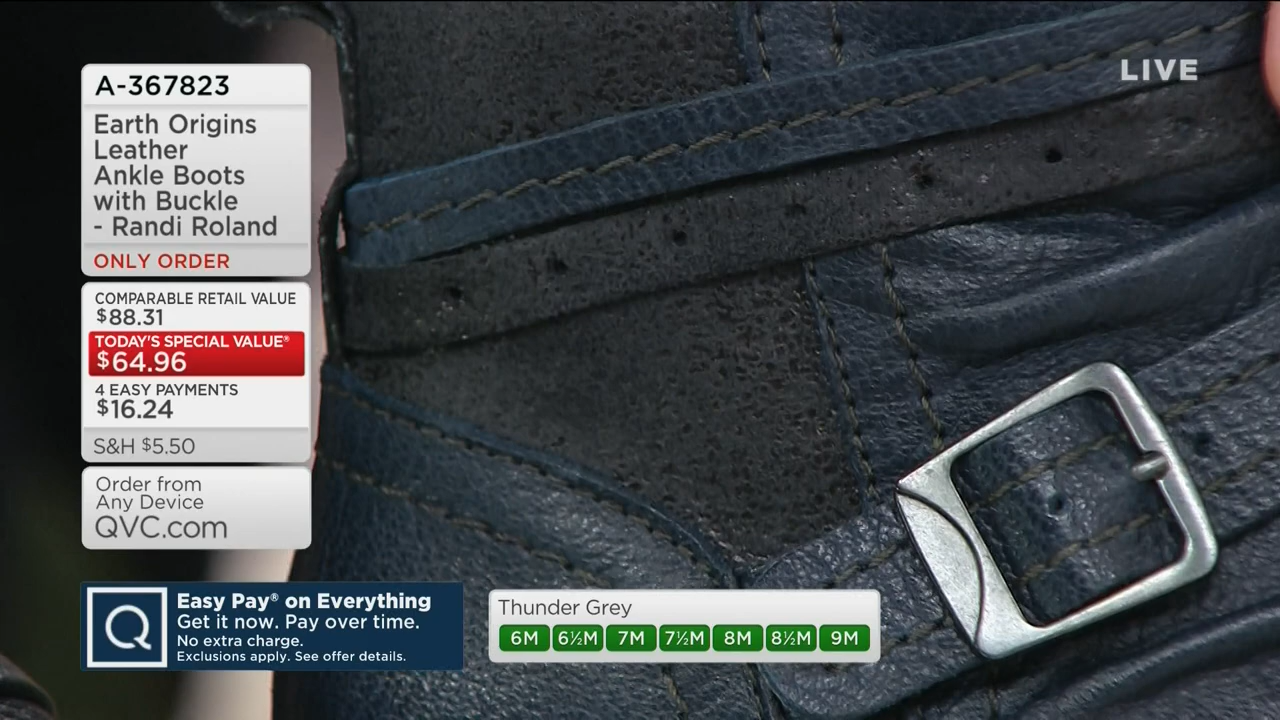 A-367823
Earth Origins
Leather
Ankle Boots
with Buckle
- Randi Roland
ONLY ORDER
COMPARABLE RETAIL VALUE
$88.31
TODAY'S SPECIAL VALUE®
$64.96
4 EASY PAYMENTS
$16.24
S&H $5.50
Order from
Any Device
QVC.com
LIVE
Q
Easy Pay® on Everything
Get it now. Pay over time.
No extra charge.
Exclusions apply. See offer details.
Thunder Grey
6M 6½M 7M 7½M 8M 8½M 9M